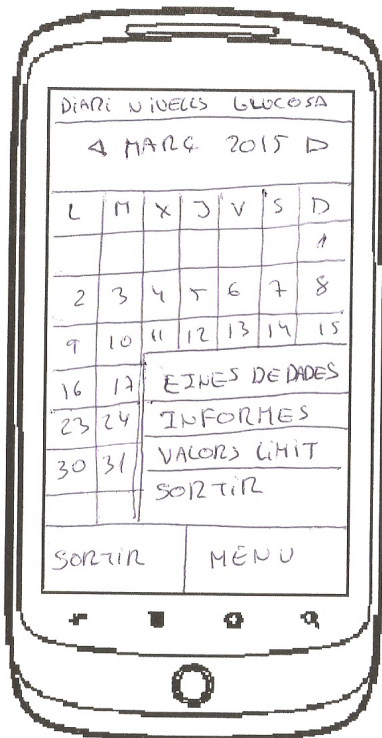 DIARI NIVELLS GLUCOSA
MARÇ 2015
L M X J V S D
1
2 3 4 5 6 7 8
9 10 11 12 13 14 15
16 17 EINES DE DADES
23 24 INFORMES
30 31 VALORS LÍMIT
SORTIR
SORTIR MENU